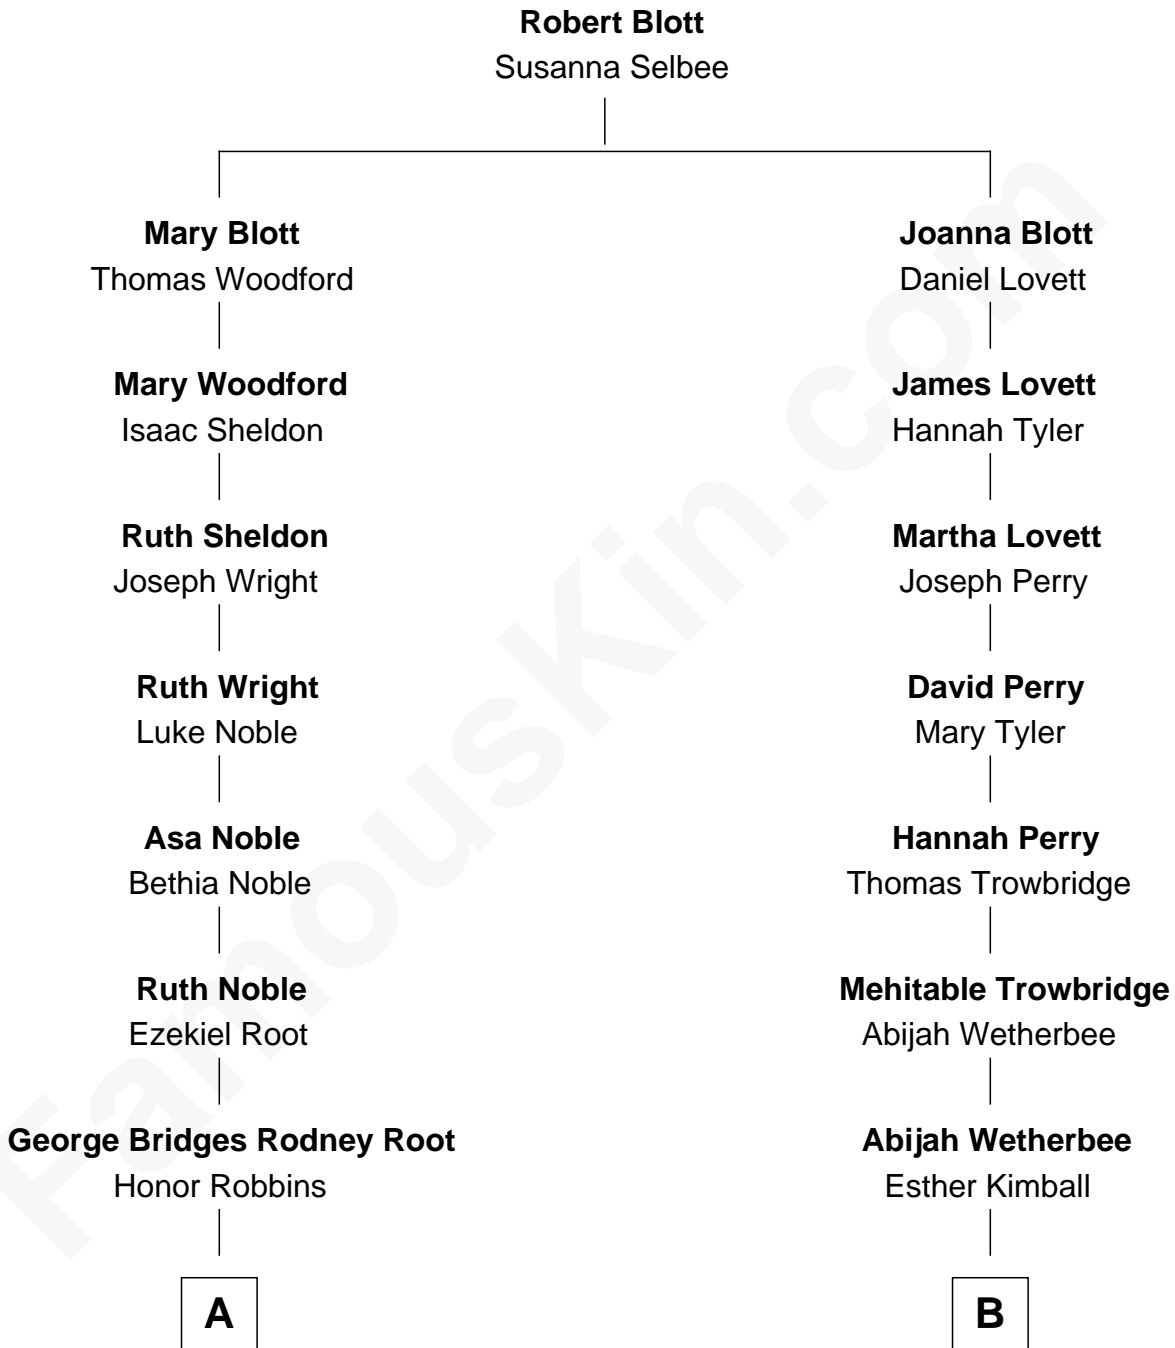 Robert Blott
Susanna Selbee
Mary Blott
Thomas Woodford
Joanna Blott
Daniel Lovett
Mary Woodford
Isaac Sheldon
James Lovett
Hannah Tyler
Ruth Sheldon
Joseph Wright
Martha Lovett
Joseph Perry
Ruth Wright
Luke Noble
David Perry
Mary Tyler
Asa Noble
Bethia Noble
Hannah Perry
Thomas Trowbridge
Ruth Noble
Ezekiel Root
Mehitable Trowbridge
Abijah Wetherbee
George Bridges Rodney Root
Honor Robbins
Abijah Wetherbee
Esther Kimball
A
B
FamousKin.com